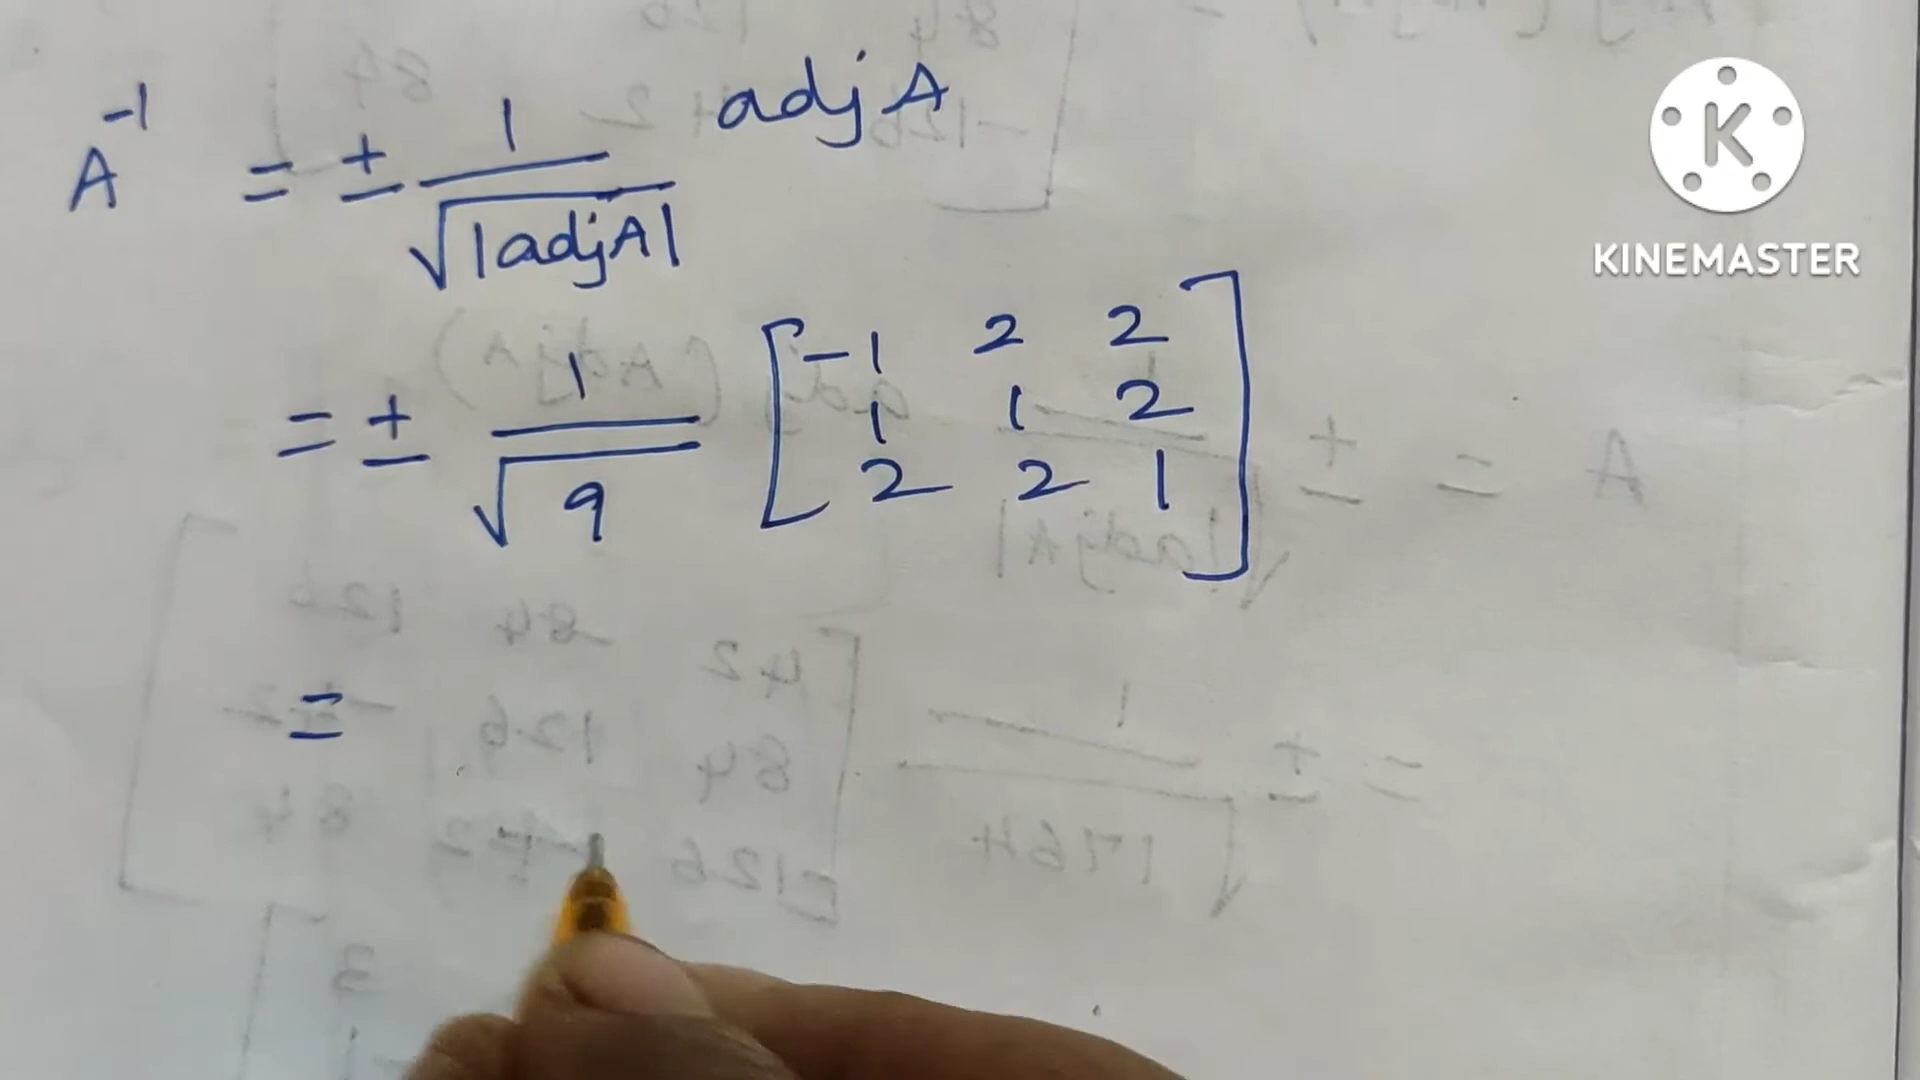 A⁻¹ = ± 1/√|adjA| adj A
= ± 1/√9 [-1 2 2
1 1 2
2 2 1]
=
K
KINEMASTER